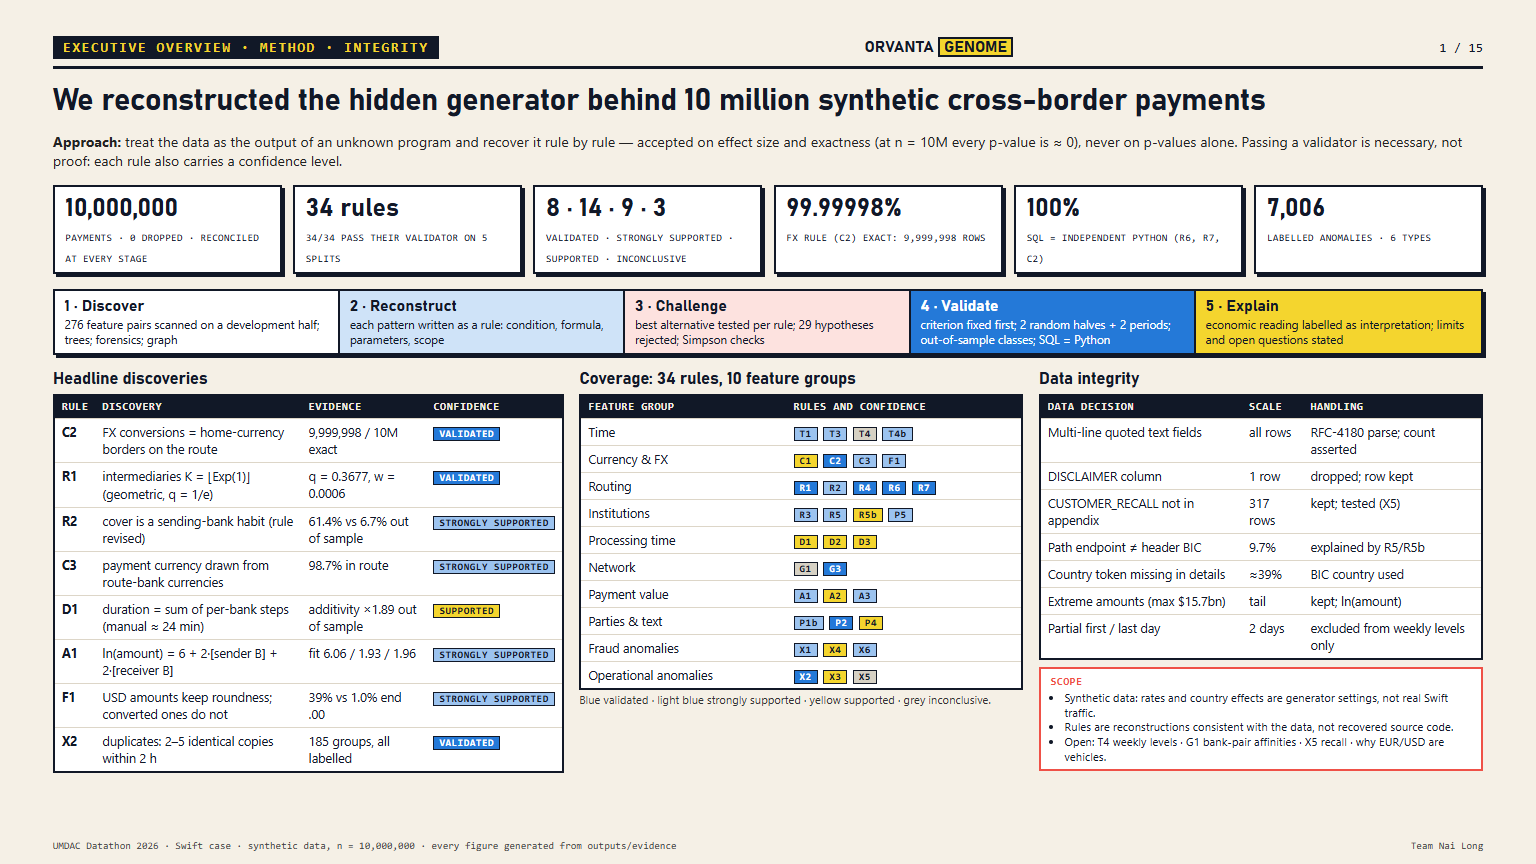 EXECUTIVE OVERVIEW · METHOD · INTEGRITY
ORVANTA GENOME
1 / 15
We reconstructed the hidden generator behind 10 million synthetic cross-border payments
Approach: treat the data as the output of an unknown program and recover it rule by rule — accepted on effect size and exactness (at n = 10M every p-value is ≈ 0), never on p-values alone. Passing a validator is necessary, not
proof: each rule also carries a confidence level.
10,000,000
PAYMENTS · 0 DROPPED · RECONCILED
AT EVERY STAGE
34 rules
34/34 PASS THEIR VALIDATOR ON 5
SPLITS
8 · 14 · 9 · 3
VALIDATED · STRONGLY SUPPORTED ·
SUPPORTED · INCONCLUSIVE
99.99998%
FX RULE (C2) EXACT: 9,999,998 ROWS
100%
SQL = INDEPENDENT PYTHON (R6, R7,
C2)
7,006
LABELLED ANOMALIES · 6 TYPES
1 · Discover
276 feature pairs scanned on a development half;
trees; forensics; graph
2 · Reconstruct
each pattern written as a rule: condition, formula,
parameters, scope
3 · Challenge
best alternative tested per rule; 29 hypotheses
rejected; Simpson checks
4 · Validate
criterion fixed first; 2 random halves + 2 periods;
out-of-sample classes; SQL = Python
5 · Explain
economic reading labelled as interpretation; limits
and open questions stated
Headline discoveries
RULE DISCOVERY EVIDENCE CONFIDENCE
C2 FX conversions = home-currency 9,999,998 / 10M VALIDATED
borders on the route exact
R1 intermediaries K = ⌊Exp(1)⌋ q = 0.3677, w = VALIDATED
(geometric, q = 1/e) 0.0006
R2 cover is a sending-bank habit (rule 61.4% vs 6.7% out STRONGLY SUPPORTED
revised) of sample
C3 payment currency drawn from 98.7% in route STRONGLY SUPPORTED
route-bank currencies
D1 duration = sum of per-bank steps additivity ×1.89 out SUPPORTED
(manual ≈ 24 min) of sample
A1 ln(amount) = 6 + 2·[sender B] + fit 6.06 / 1.93 / 1.96 STRONGLY SUPPORTED
2·[receiver B]
F1 USD amounts keep roundness; 39% vs 1.0% end STRONGLY SUPPORTED
converted ones do not .00
X2 duplicates: 2–5 identical copies 185 groups, all VALIDATED
within 2 h labelled
Coverage: 34 rules, 10 feature groups
FEATURE GROUP RULES AND CONFIDENCE
Time T1 T3 T4 T4b
Currency & FX C1 C2 C3 F1
Routing R1 R2 R4 R6 R7
Institutions R3 R5 R5b P5
Processing time D1 D2 D3
Network G1 G3
Payment value A1 A2 A3
Parties & text P1b P2 P4
Fraud anomalies X1 X4 X6
Operational anomalies X2 X3 X5
Blue validated · light blue strongly supported · yellow supported · grey inconclusive.
Data integrity
DATA DECISION SCALE HANDLING
Multi-line quoted text fields all rows RFC-4180 parse; count
asserted
DISCLAIMER column 1 row dropped; row kept
CUSTOMER_RECALL not in 317 kept; tested (X5)
appendix rows
Path endpoint ≠ header BIC 9.7% explained by R5/R5b
Country token missing in details ≈39% BIC country used
Extreme amounts (max $15.7bn) tail kept; ln(amount)
Partial first / last day 2 days excluded from weekly levels
only
SCOPE
• Synthetic data: rates and country effects are generator settings, not real Swift
traffic.
• Rules are reconstructions consistent with the data, not recovered source code.
• Open: T4 weekly levels · G1 bank-pair affinities · X5 recall · why EUR/USD are
vehicles.
UMDAC Datathon 2026 · Swift case · synthetic data, n = 10,000,000 · every figure generated from outputs/evidence
Team Nai Long